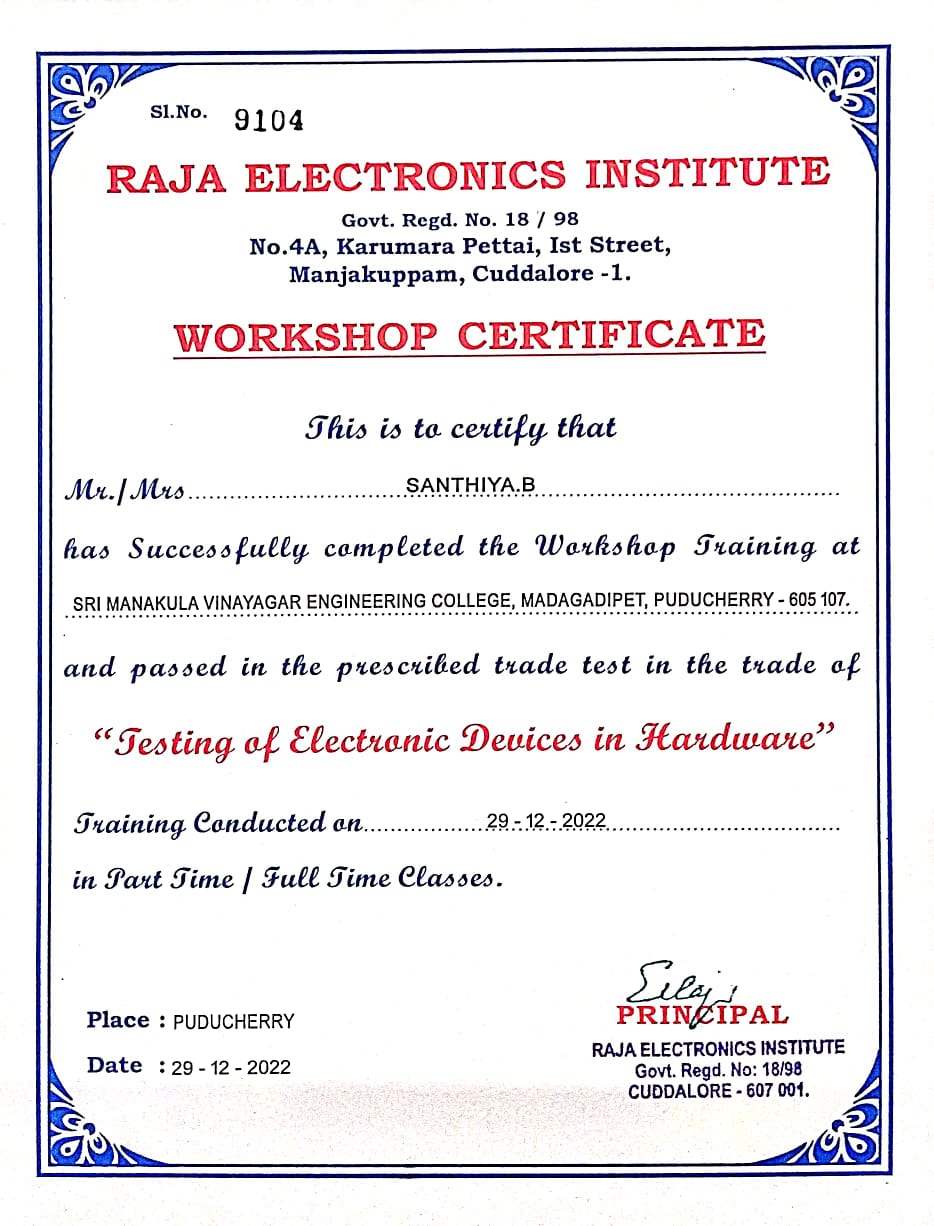 Sl.No. 9104
RAJA ELECTRONICS INSTITUTE
Govt. Regd. No. 18 / 98
No.4A, Karumara Pettai, Ist Street,
Manjakuppam, Cuddalore -1.
WORKSHOP CERTIFICATE
This is to certify that
Mr./Mrs SANTHIYA.B
has Successfully completed the Workshop Training at
SRI MANAKULA VINAYAGAR ENGINEERING COLLEGE, MADAGADIPET, PUDUCHERRY - 605 107.
and passed in the prescribed trade test in the trade of
“Testing of Electronic Devices in Hardware”
Training Conducted on 29 - 12 - 2022
in Part Time / Full Time Classes.
Place : PUDUCHERRY
Date : 29 - 12 - 2022
PRINCIPAL
RAJA ELECTRONICS INSTITUTE
Govt. Regd. No: 18/98
CUDDALORE - 607 001.